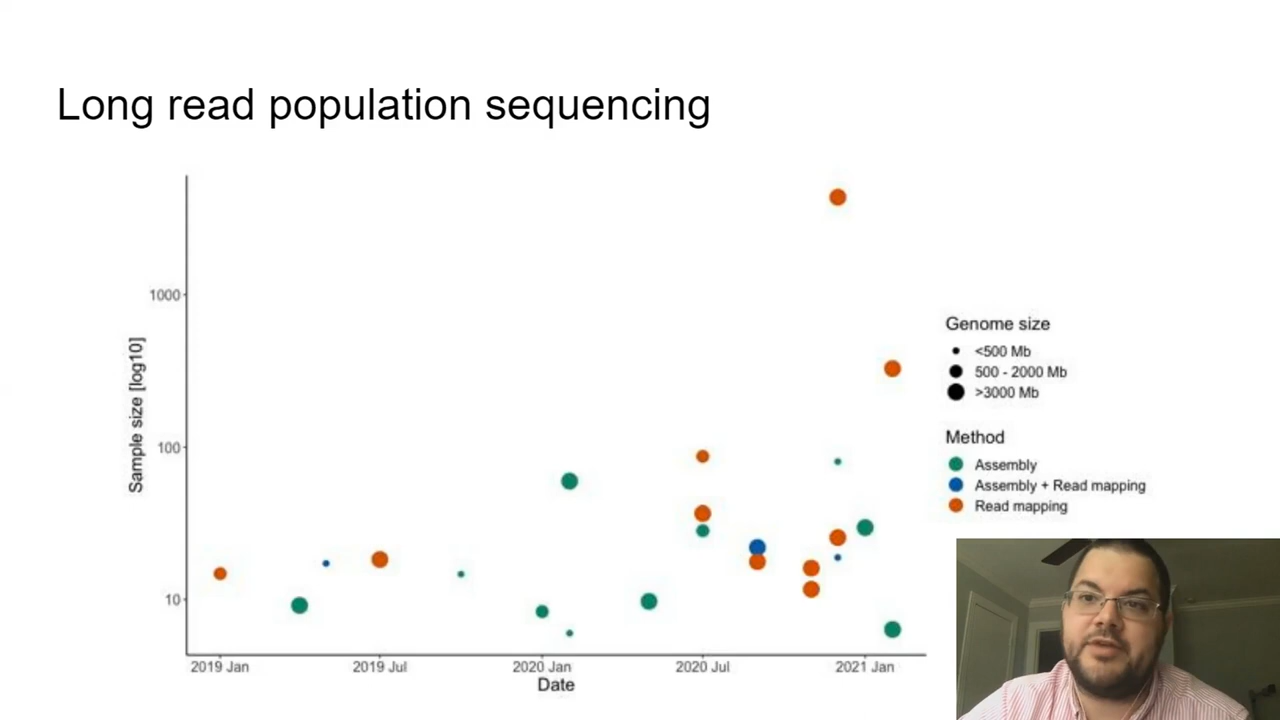 Long read population sequencing
1000
100
10
Sample size [log10]
2019 Jan
2019 Jul
2020 Jan
2020 Jul
2021 Jan
Date
Genome size
<500 Mb
500 - 2000 Mb
>3000 Mb
Method
Assembly
Assembly + Read mapping
Read mapping